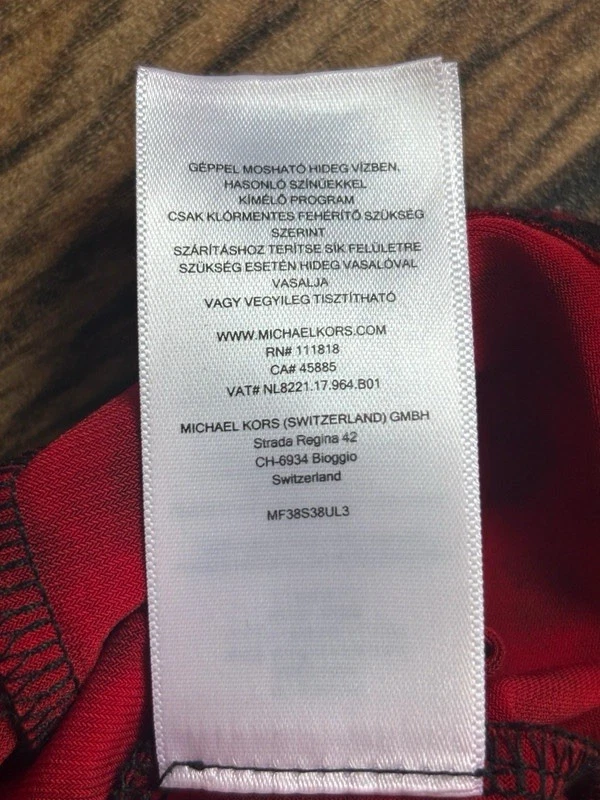 GÉPPEL MOSHATÓ HIDEG VÍZBEN,
HASONLÓ SZÍNŰEKKEL
KÍMÉLŐ PROGRAM
CSAK KLÓRMENTES FEHÉRÍTŐ SZÜKSÉG
SZERINT
SZÁRÍTÁSHOZ TERÍTSE SÍK FELÜLETRE
SZÜKSÉG ESETÉN HIDEG VASALÓVAL
VASALJA
VAGY VEGYILEG TISZTÍTHATÓ
WWW.MICHAELKORS.COM
RN# 111818
CA# 45885
VAT# NL8221.17.964.B01
MICHAEL KORS (SWITZERLAND) GMBH
Strada Regina 42
CH-6934 Bioggio
Switzerland
MF38S38UL3